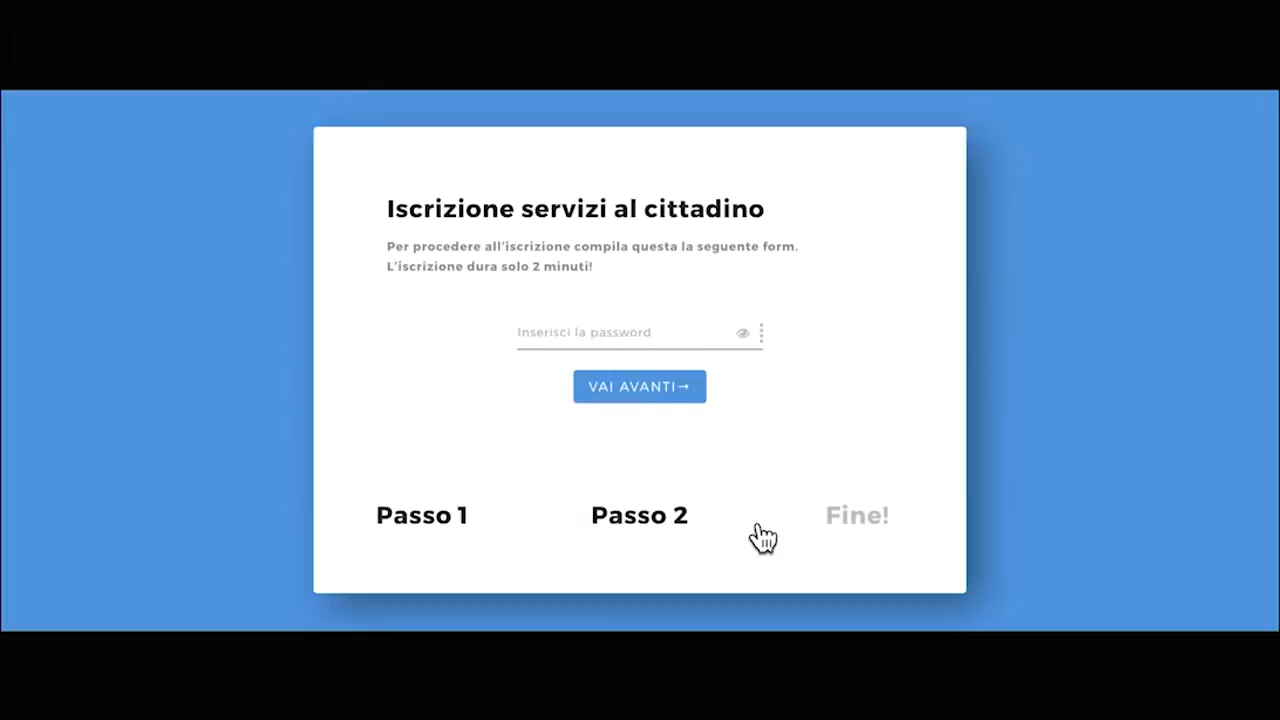 Iscrizione servizi al cittadino
Per procedere all'iscrizione compila questa la seguente form.
L'iscrizione dura solo 2 minuti!
Inserisci la password
VAI AVANTI→
Passo 1
Passo 2
Fine!